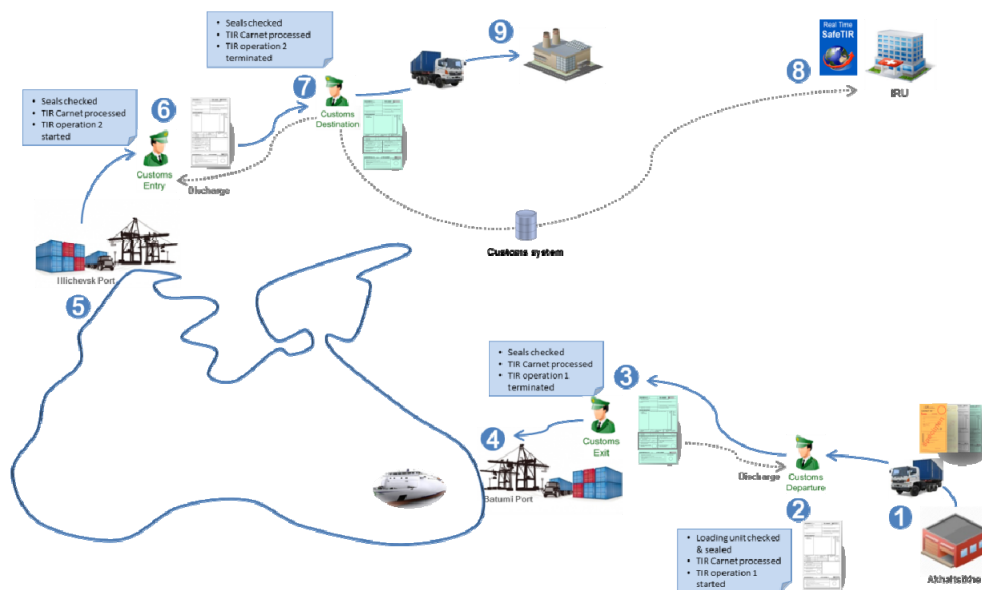 • Seals checked
• TIR Carnet processed
• TIR operation 2
terminated
9
Real Time
SafeTIR
8
IRU
7
Customs
Destination
• Seals checked
• TIR Carnet processed
• TIR operation 2
started
6
Customs
Entry
Discharge
Customs system
Illichevsk Port
5
• Seals checked
• TIR Carnet processed
• TIR operation 1
terminated
3
Customs
Exit
4
Batumi Port
Discharge
Customs
Departure
2
1
• Loading unit checked
& sealed
• TIR Carnet processed
• TIR operation 1
started
Akhaltsikhe